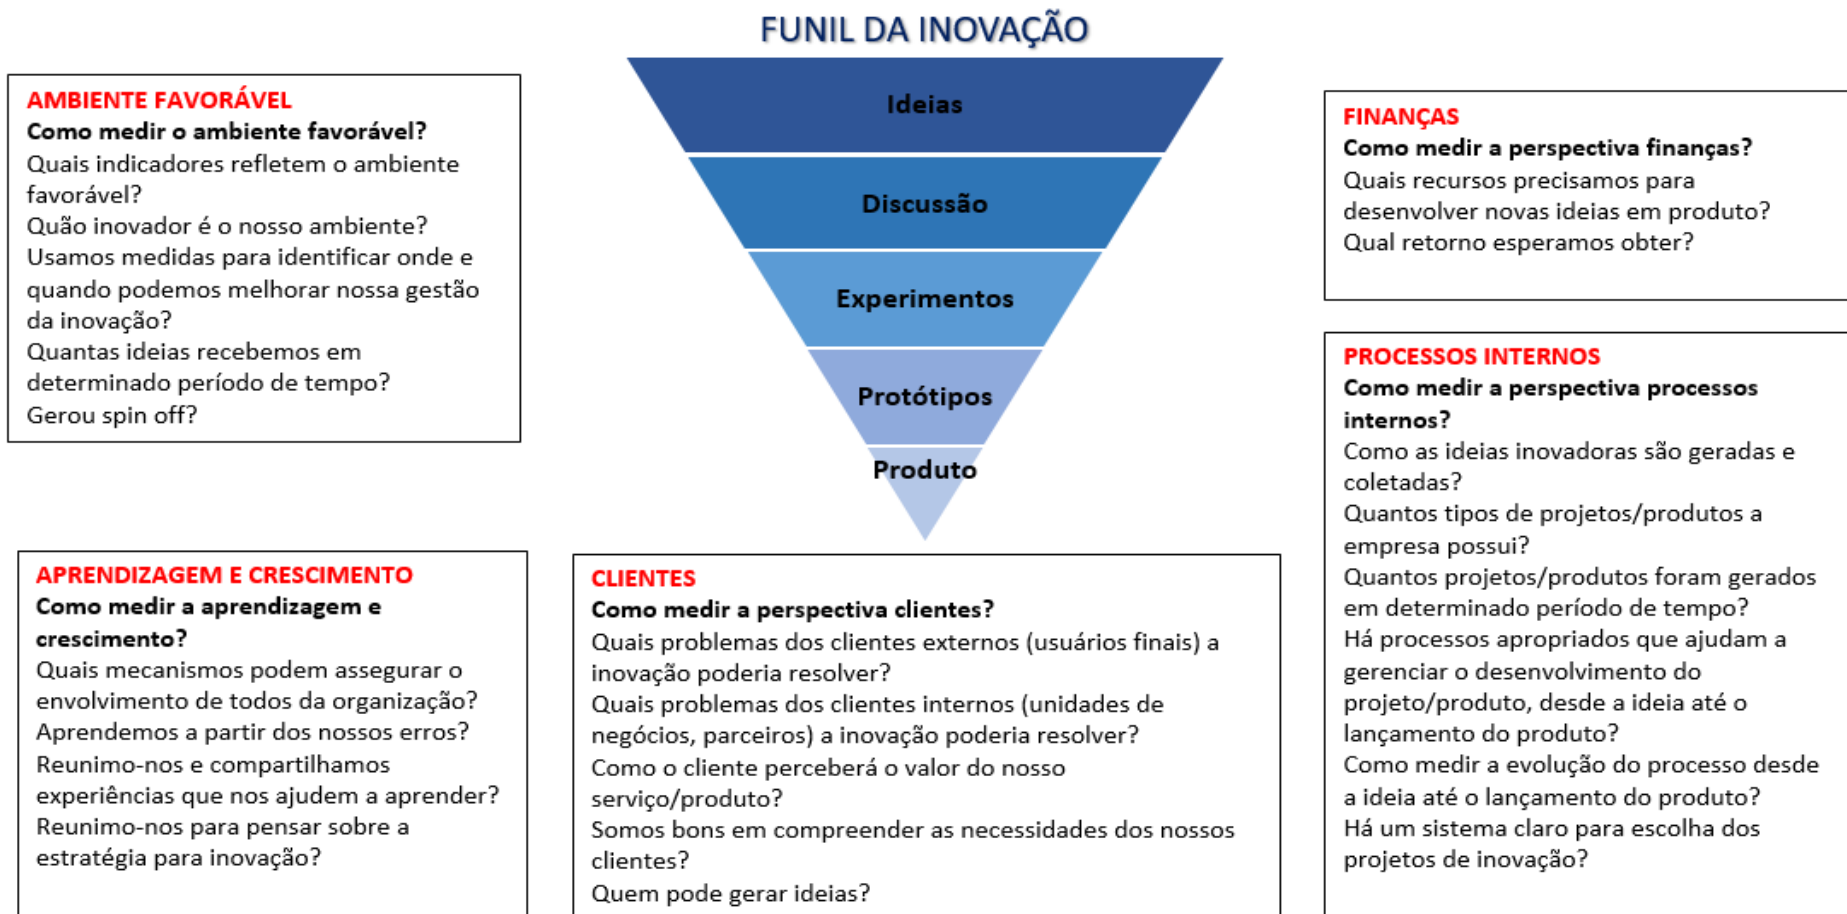 FUNIL DA INOVAÇÃO
AMBIENTE FAVORÁVEL
Como medir o ambiente favorável?
Quais indicadores refletem o ambiente
favorável?
Quão inovador é o nosso ambiente?
Usamos medidas para identificar onde e
quando podemos melhorar nossa gestão
da inovação?
Quantas ideias recebemos em
determinado período de tempo?
Gerou spin off?
Ideias
Discussão
Experimentos
Protótipos
Produto
FINANÇAS
Como medir a perspectiva finanças?
Quais recursos precisamos para
desenvolver novas ideias em produto?
Qual retorno esperamos obter?
PROCESSOS INTERNOS
Como medir a perspectiva processos
internos?
Como as ideias inovadoras são geradas e
coletadas?
Quantos tipos de projetos/produtos a
empresa possui?
Quantos projetos/produtos foram gerados
em determinado período de tempo?
Há processos apropriados que ajudam a
gerenciar o desenvolvimento do
projeto/produto, desde a ideia até o
lançamento do produto?
Como medir a evolução do processo desde
a ideia até o lançamento do produto?
Há um sistema claro para escolha dos
projetos de inovação?
APRENDIZAGEM E CRESCIMENTO
Como medir a aprendizagem e
crescimento?
Quais mecanismos podem assegurar o
envolvimento de todos da organização?
Aprendemos a partir dos nossos erros?
Reunimo-nos e compartilhamos
experiências que nos ajudem a aprender?
Reunimo-nos para pensar sobre a
estratégia para inovação?
CLIENTES
Como medir a perspectiva clientes?
Quais problemas dos clientes externos (usuários finais) a
inovação poderia resolver?
Quais problemas dos clientes internos (unidades de
negócios, parceiros) a inovação poderia resolver?
Como o cliente perceberá o valor do nosso
serviço/produto?
Somos bons em compreender as necessidades dos nossos
clientes?
Quem pode gerar ideias?